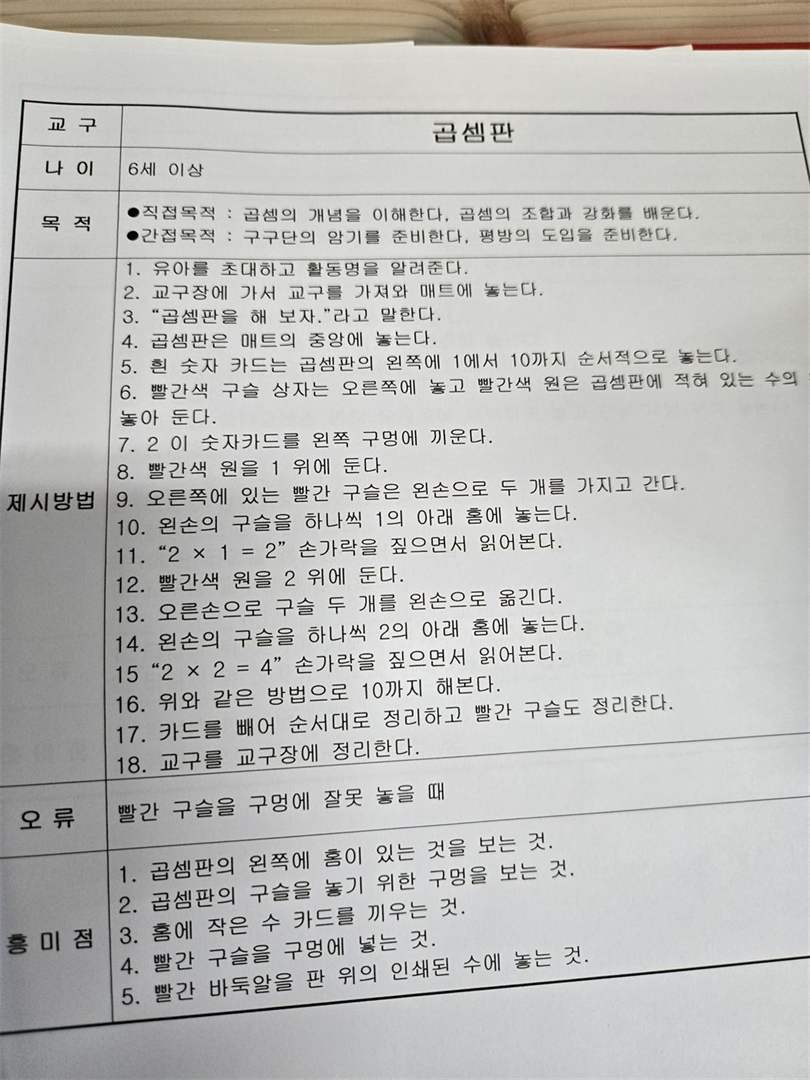 교 구 곱셈판
나 이 6세 이상
목 적
●직접목적 : 곱셈의 개념을 이해한다, 곱셈의 조합과 강화를 배운다.
●간접목적 : 구구단의 암기를 준비한다, 평방의 도입을 준비한다.
제시방법
1. 유아를 초대하고 활동명을 알려준다.
2. 교구장에 가서 교구를 가져와 매트에 놓는다.
3. “곱셈판을 해 보자.”라고 말한다.
4. 곱셈판은 매트의 중앙에 놓는다.
5. 흰 숫자 카드는 곱셈판의 왼쪽에 1에서 10까지 순서적으로 놓는다.
6. 빨간색 구슬 상자는 오른쪽에 놓고 빨간색 원은 곱셈판에 적혀 있는 수의
놓아 둔다.
7. 2 이 숫자카드를 왼쪽 구멍에 끼운다.
8. 빨간색 원을 1 위에 둔다.
9. 오른쪽에 있는 빨간 구슬은 왼손으로 두 개를 가지고 간다.
10. 왼손의 구슬을 하나씩 1의 아래 홈에 놓는다.
11. “2 × 1 = 2” 손가락을 짚으면서 읽어본다.
12. 빨간색 원을 2 위에 둔다.
13. 오른손으로 구슬 두 개를 왼손으로 옮긴다.
14. 왼손의 구슬을 하나씩 2의 아래 홈에 놓는다.
15 “2 × 2 = 4” 손가락을 짚으면서 읽어본다.
16. 위와 같은 방법으로 10까지 해본다.
17. 카드를 빼어 순서대로 정리하고 빨간 구슬도 정리한다.
18. 교구를 교구장에 정리한다.
오 류 빨간 구슬을 구멍에 잘못 놓을 때
흥 미 점
1. 곱셈판의 왼쪽에 홈이 있는 것을 보는 것.
2. 곱셈판의 구슬을 놓기 위한 구멍을 보는 것.
3. 홈에 작은 수 카드를 끼우는 것.
4. 빨간 구슬을 구멍에 넣는 것.
5. 빨간 바둑알을 판 위의 인쇄된 수에 놓는 것.